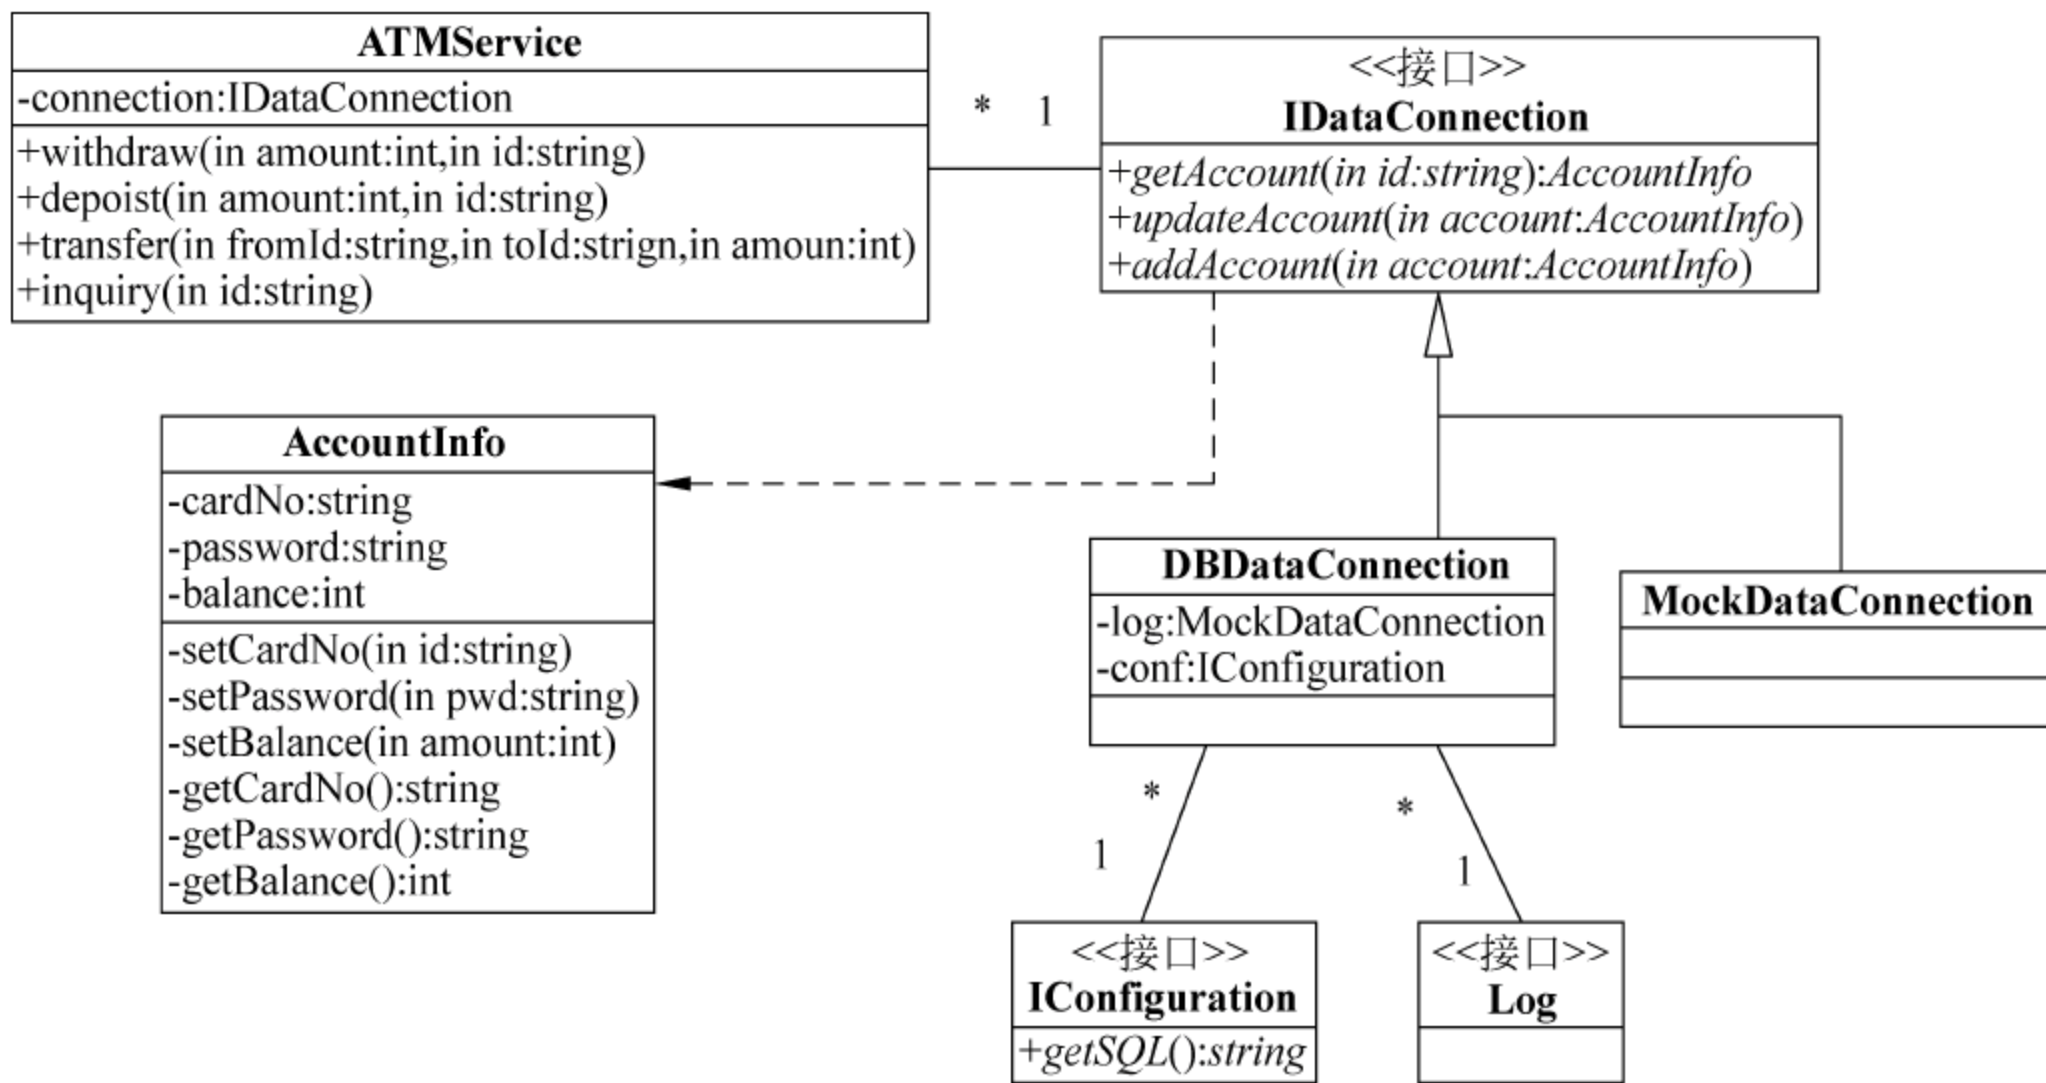 ATMService
-connection:IDataConnection
+withdraw(in amount:int,in id:string)
+depoist(in amount:int,in id:string)
+transfer(in fromId:string,in toId:strign,in amoun:int)
+inquiry(in id:string)
* 1
<<接口>>
IDataConnection
+getAccount(in id:string):AccountInfo
+updateAccount(in account:AccountInfo)
+addAccount(in account:AccountInfo)
AccountInfo
-cardNo:string
-password:string
-balance:int
-setCardNo(in id:string)
-setPassword(in pwd:string)
-setBalance(in amount:int)
-getCardNo():string
-getPassword():string
-getBalance():int
DBDataConnection
-log:MockDataConnection
-conf:IConfiguration
MockDataConnection
*
1
*
1
<<接口>>
IConfiguration
+getSQL():string
<<接口>>
Log